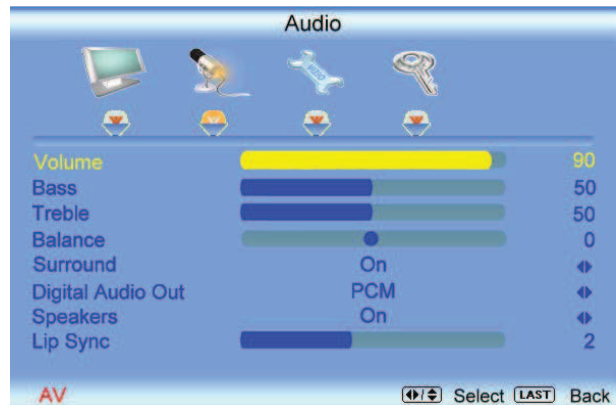 Audio
Volume 90
Bass 50
Treble 50
Balance 0
Surround On
Digital Audio Out PCM
Speakers On
Lip Sync 2
AV Select LAST Back